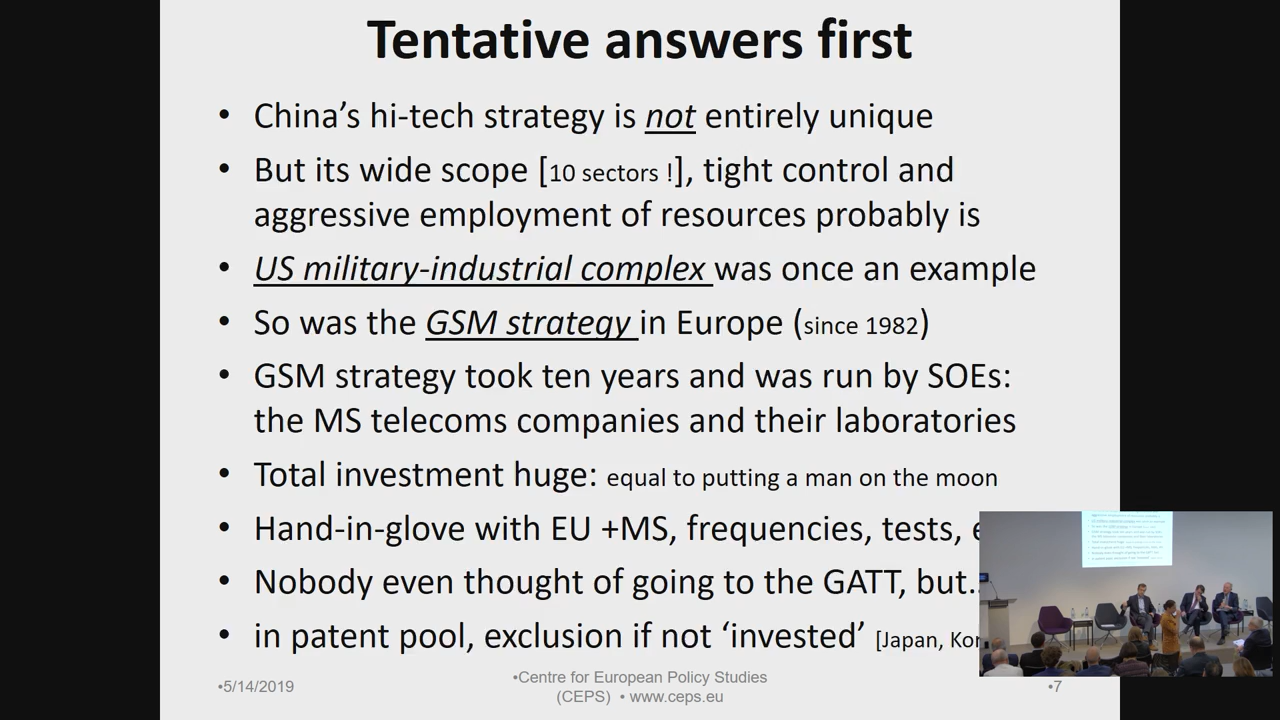 Tentative answers first
• China’s hi-tech strategy is not entirely unique
• But its wide scope [10 sectors !], tight control and
aggressive employment of resources probably is
• US military-industrial complex was once an example
• So was the GSM strategy in Europe (since 1982)
• GSM strategy took ten years and was run by SOEs:
the MS telecoms companies and their laboratories
• Total investment huge: equal to putting a man on the moon
• Hand-in-glove with EU +MS, frequencies, tests,
• Nobody even thought of going to the GATT, but..
• in patent pool, exclusion if not ‘invested’ [Japan,
•5/14/2019
•Centre for European Policy Studies
(CEPS) • www.ceps.eu
•7